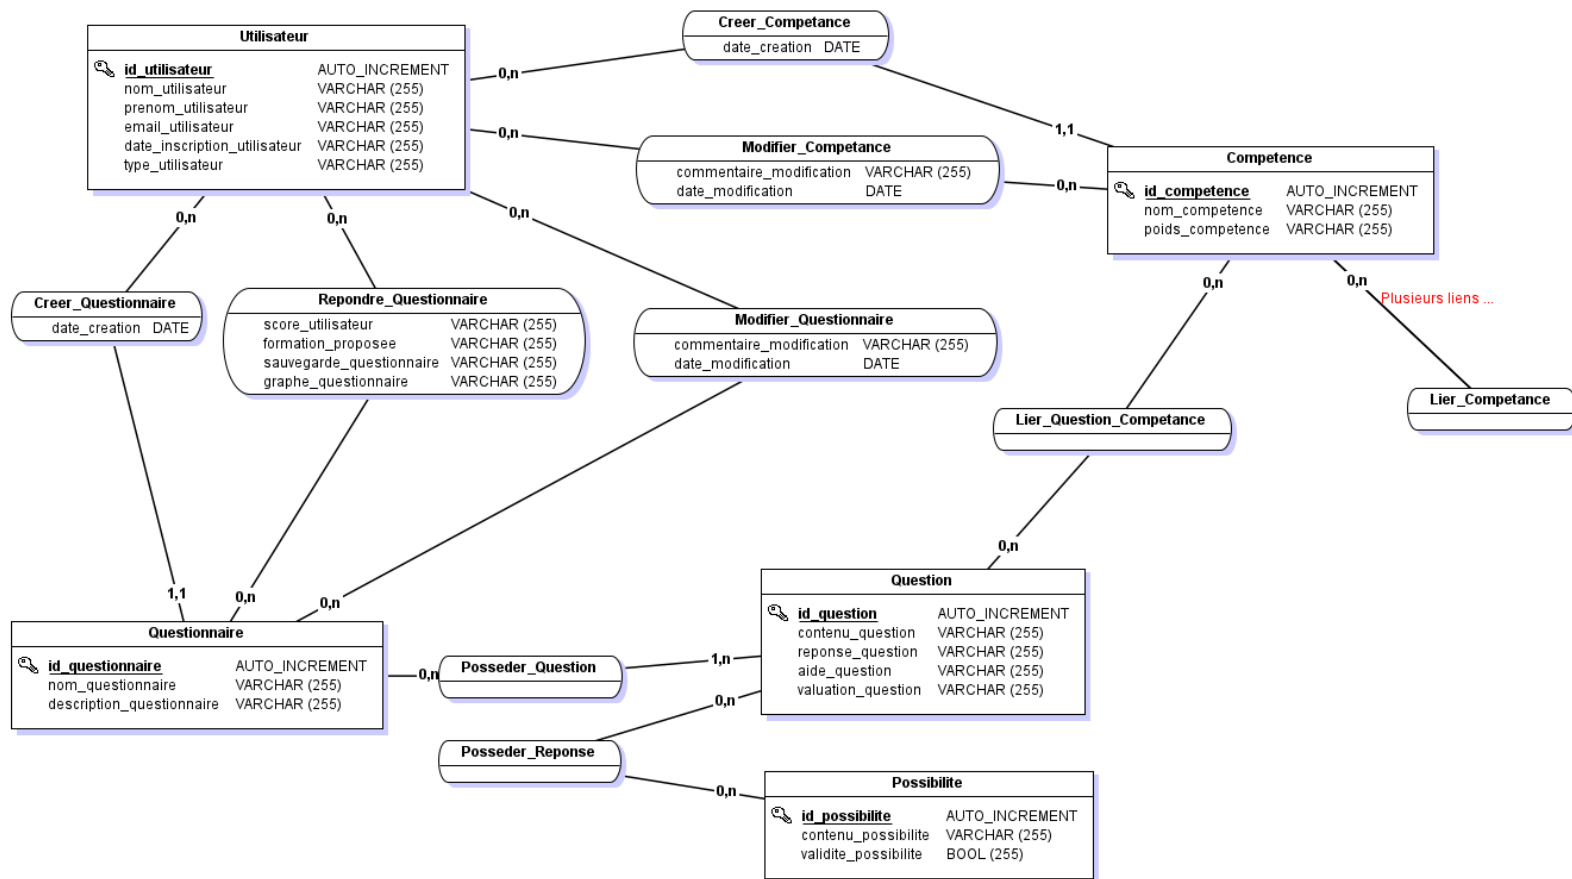 Utilisateur
id_utilisateur AUTO_INCREMENT
nom_utilisateur VARCHAR (255)
prenom_utilisateur VARCHAR (255)
email_utilisateur VARCHAR (255)
date_inscription_utilisateur VARCHAR (255)
type_utilisateur VARCHAR (255)
Creer_Competance
date_creation DATE
0,n
1,1
0,n
Modifier_Competance
commentaire_modification VARCHAR (255)
date_modification DATE
0,n
Competence
id_competence AUTO_INCREMENT
nom_competence VARCHAR (255)
poids_competence VARCHAR (255)
0,n
0,n
0,n
0,n
0,n
Plusieurs liens ...
Creer_Questionnaire
date_creation DATE
Repondre_Questionnaire
score_utilisateur VARCHAR (255)
formation_proposee VARCHAR (255)
sauvegarde_questionnaire VARCHAR (255)
graphe_questionnaire VARCHAR (255)
Modifier_Questionnaire
commentaire_modification VARCHAR (255)
date_modification DATE
Lier_Question_Competance
Lier_Competance
0,n
1,1
0,n
0,n
Questionnaire
id_questionnaire AUTO_INCREMENT
nom_questionnaire VARCHAR (255)
description_questionnaire VARCHAR (255)
0,n
Posseder_Question
1,n
Question
id_question AUTO_INCREMENT
contenu_question VARCHAR (255)
reponse_question VARCHAR (255)
aide_question VARCHAR (255)
valuation_question VARCHAR (255)
0,n
Posseder_Reponse
0,n
Possibilite
id_possibilite AUTO_INCREMENT
contenu_possibilite VARCHAR (255)
validite_possibilite BOOL (255)